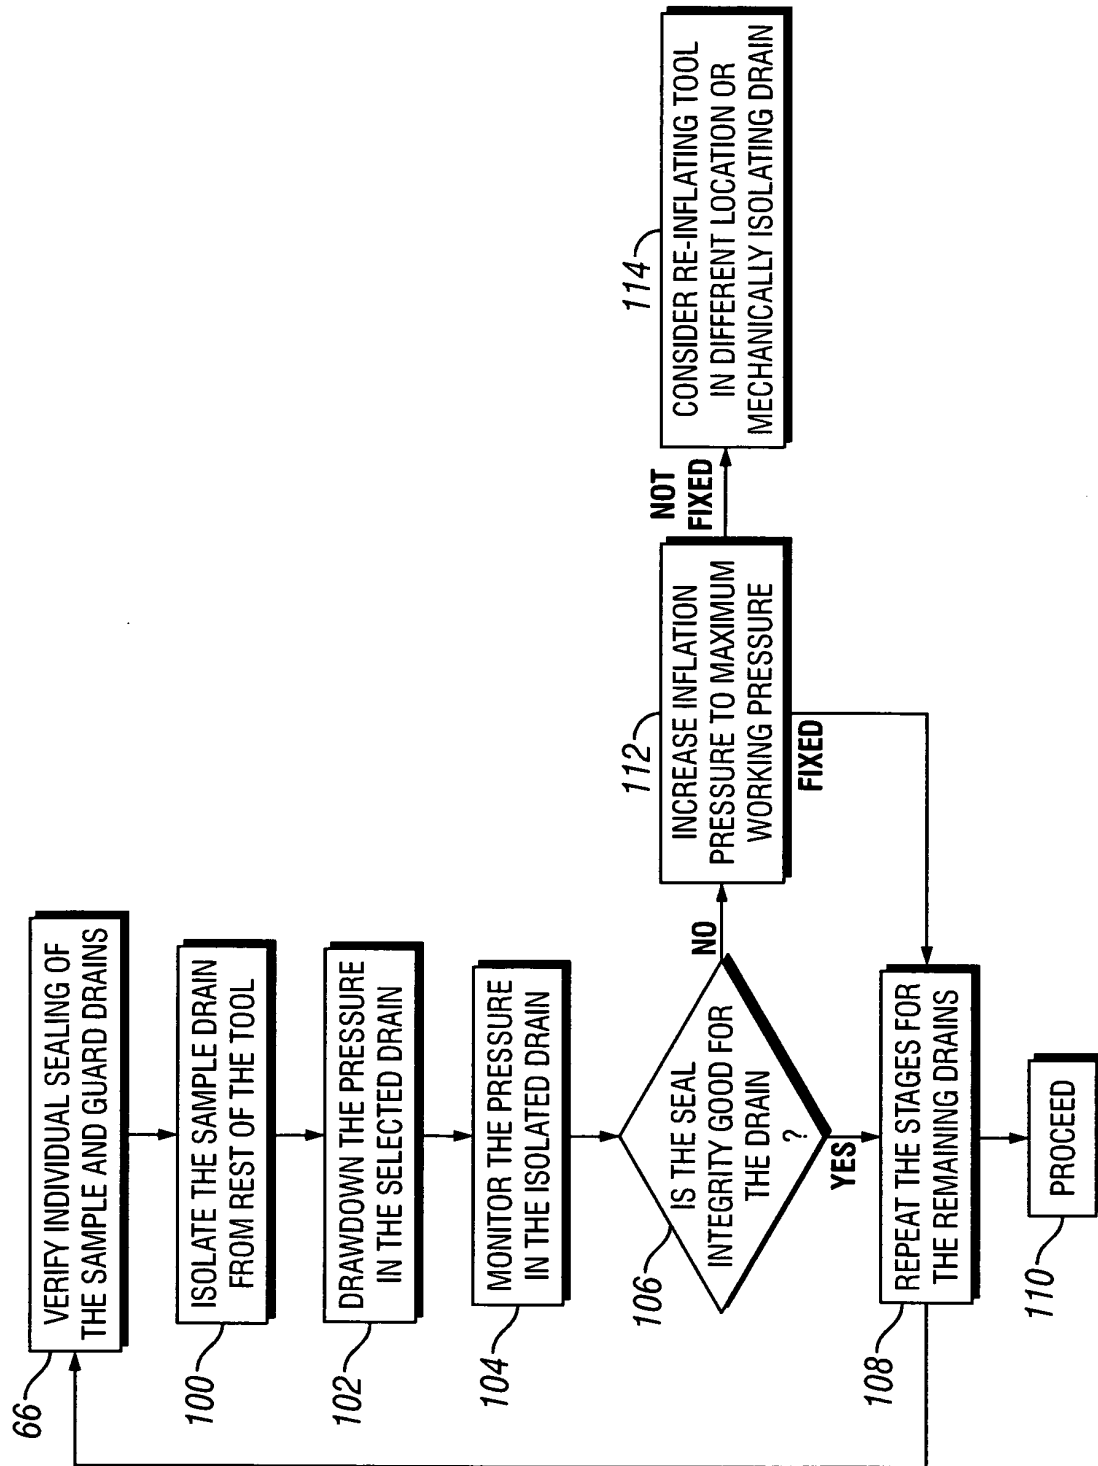 66
VERIFY INDIVIDUAL SEALING OF
THE SAMPLE AND GUARD DRAINS
100
ISOLATE THE SAMPLE DRAIN
FROM REST OF THE TOOL
102
DRAWDOWN THE PRESSURE
IN THE SELECTED DRAIN
104
MONITOR THE PRESSURE
IN THE ISOLATED DRAIN
106
IS THE SEAL
INTEGRITY GOOD FOR
THE DRAIN
?
NO
YES
112
INCREASE INFLATION
PRESSURE TO MAXIMUM
WORKING PRESSURE
NOT
FIXED
FIXED
114
CONSIDER RE-INFLATING TOOL
IN DIFFERENT LOCATION OR
MECHANICALLY ISOLATING DRAIN
108
REPEAT THE STAGES FOR
THE REMAINING DRAINS
110
PROCEED